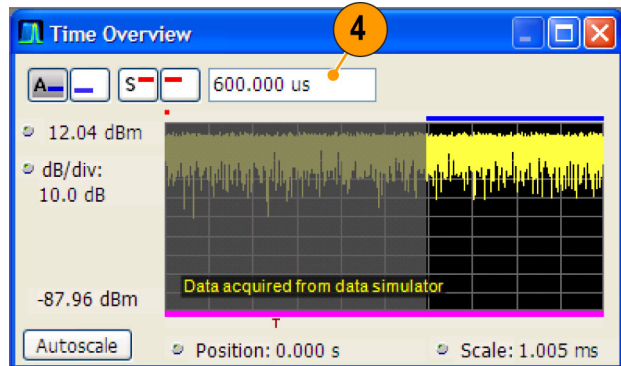 Time Overview
4
A
S
600.000 us
12.04 dBm
dB/div:
10.0 dB
Data acquired from data simulator
-87.96 dBm
T
Autoscale
Position: 0.000 s
Scale: 1.005 ms